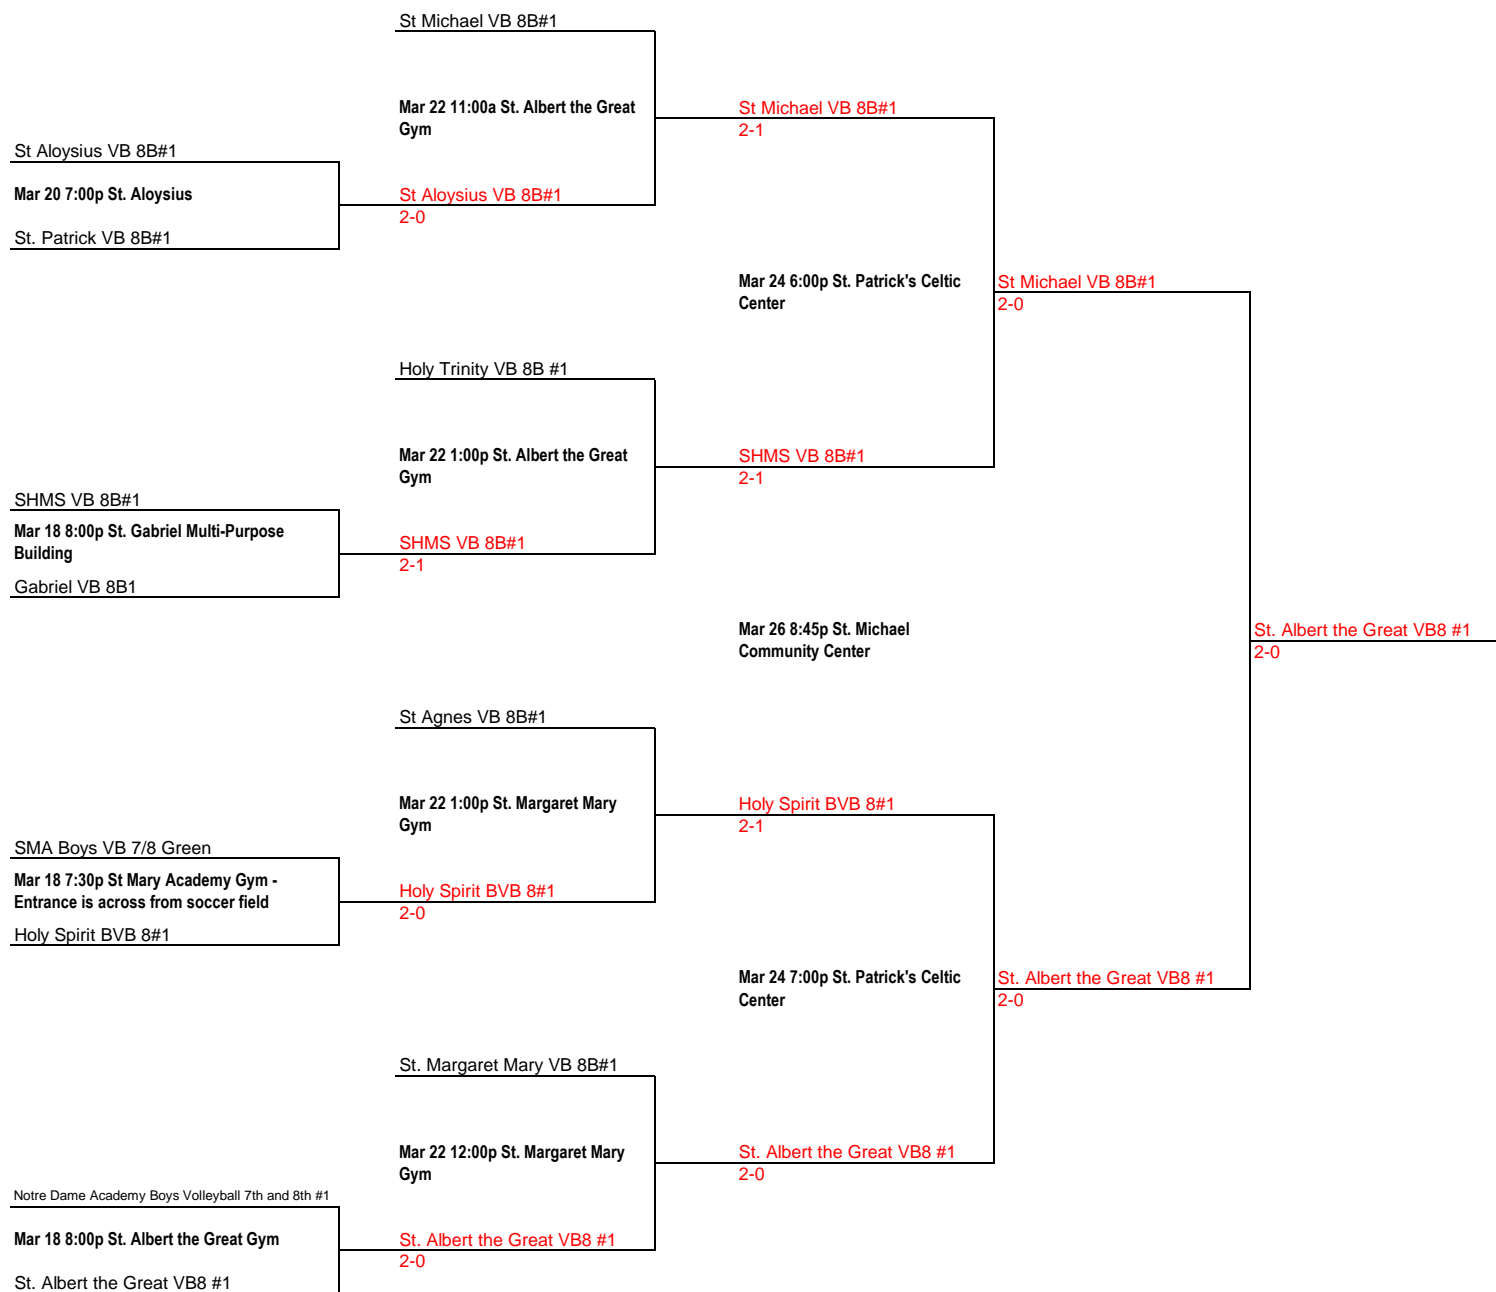 St Michael VB 8B#1
Mar 22 11:00a St. Albert the Great
Gym
St Michael VB 8B#1
2-1
St Aloysius VB 8B#1
Mar 20 7:00p St. Aloysius
St Aloysius VB 8B#1
2-0
St. Patrick VB 8B#1
Mar 24 6:00p St. Patrick's Celtic
Center
St Michael VB 8B#1
2-0
Holy Trinity VB 8B #1
Mar 22 1:00p St. Albert the Great
Gym
SHMS VB 8B#1
2-1
SHMS VB 8B#1
Mar 18 8:00p St. Gabriel Multi-Purpose
Building
SHMS VB 8B#1
2-1
Gabriel VB 8B1
Mar 26 8:45p St. Michael
Community Center
St. Albert the Great VB8 #1
2-0
St Agnes VB 8B#1
Mar 22 1:00p St. Margaret Mary
Gym
Holy Spirit BVB 8#1
2-1
SMA Boys VB 7/8 Green
Mar 18 7:30p St Mary Academy Gym -
Entrance is across from soccer field
Holy Spirit BVB 8#1
2-0
Holy Spirit BVB 8#1
Mar 24 7:00p St. Patrick's Celtic
Center
St. Albert the Great VB8 #1
2-0
St. Margaret Mary VB 8B#1
Mar 22 12:00p St. Margaret Mary
Gym
St. Albert the Great VB8 #1
2-0
Notre Dame Academy Boys Volleyball 7th and 8th #1
Mar 18 8:00p St. Albert the Great Gym
St. Albert the Great VB8 #1
2-0
St. Albert the Great VB8 #1